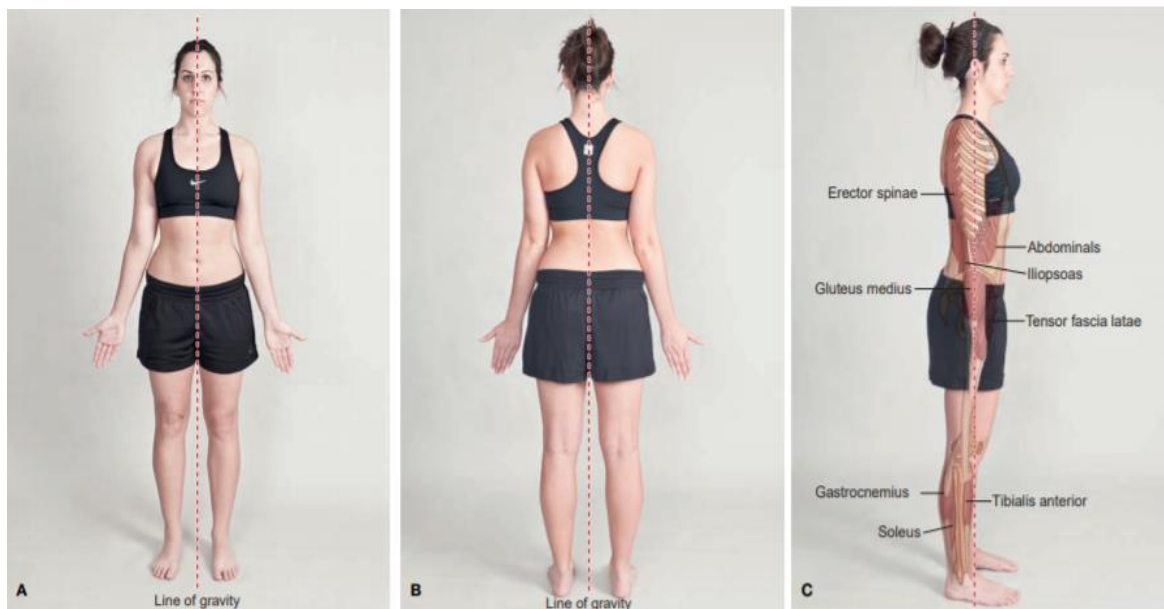 A
Line of gravity
B
Line of gravity
Erector spinae
Abdominals
Iliopsoas
Gluteus medius
Tensor fascia latae
Gastrocnemius
Tibialis anterior
Soleus
C